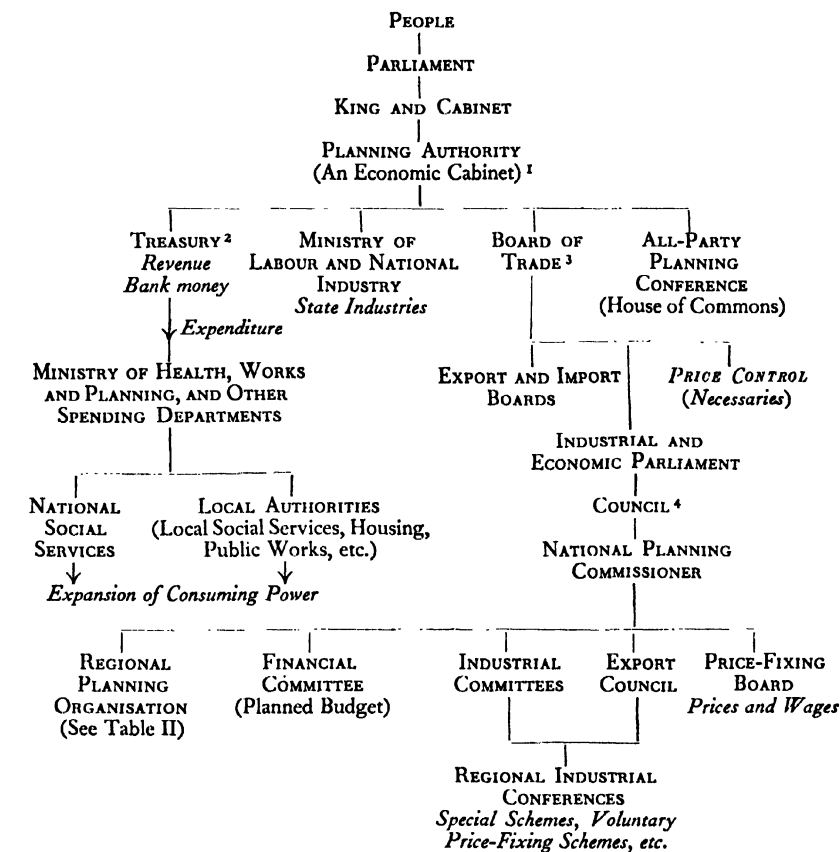 PEOPLE
PARLIAMENT
KING AND CABINET
PLANNING AUTHORITY
(An Economic Cabinet) 1
TREASURY 2
Revenue
Bank money
MINISTRY OF
LABOUR AND NATIONAL
INDUSTRY
State Industries
BOARD OF
TRADE 3
ALL-PARTY
PLANNING
CONFERENCE
(House of Commons)
Expenditure
MINISTRY OF HEALTH, WORKS
AND PLANNING, AND OTHER
SPENDING DEPARTMENTS
EXPORT AND IMPORT
BOARDS
PRICE CONTROL
(Necessaries)
INDUSTRIAL AND
ECONOMIC PARLIAMENT
NATIONAL
SOCIAL
SERVICES
LOCAL AUTHORITIES
(Local Social Services, Housing,
Public Works, etc.)
COUNCIL 4
NATIONAL PLANNING
COMMISSIONER
Expansion of Consuming Power
REGIONAL
PLANNING
ORGANISATION
(See Table II)
FINANCIAL
COMMITTEE
(Planned Budget)
INDUSTRIAL
COMMITTEES
EXPORT
COUNCIL
PRICE-FIXING
BOARD
Prices and Wages
REGIONAL INDUSTRIAL
CONFERENCES
Special Schemes, Voluntary
Price-Fixing Schemes, etc.